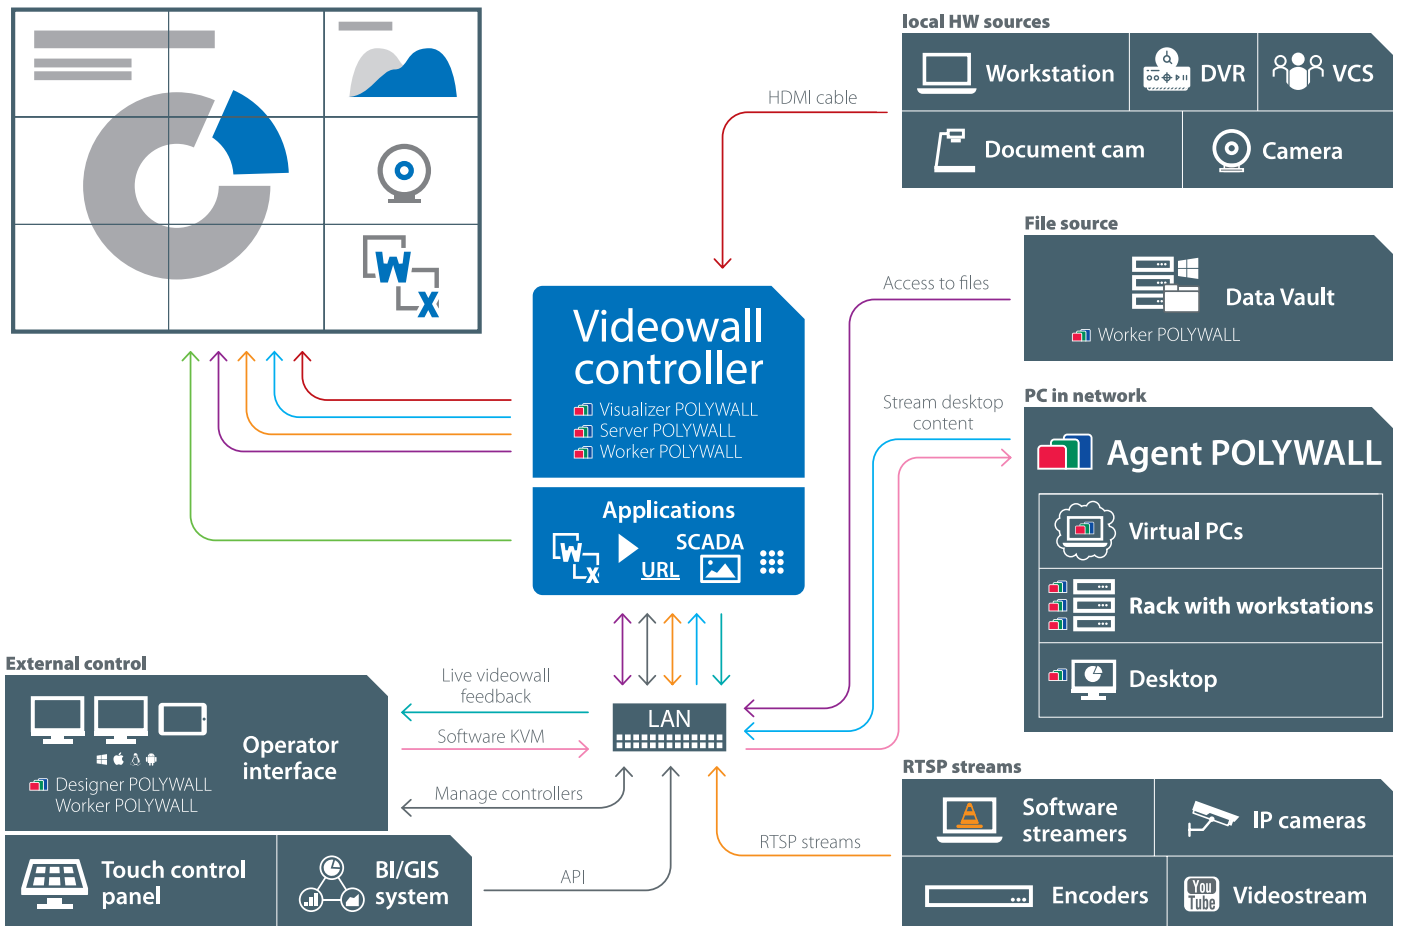 local HW sources
Workstation
DVR
VCS
Document cam
Camera
HDMI cable
File source
Data Vault
Worker POLYWALL
Access to files
Videowall
controller
Visualizer POLYWALL
Server POLYWALL
Worker POLYWALL
Applications
W
X
SCADA
URL
W
X
Stream desktop
content
PC in network
Agent POLYWALL
Virtual PCs
Rack with workstations
Desktop
External control
Operator
interface
Designer POLYWALL
Worker POLYWALL
Touch control
panel
BI/GIS
system
Live videowall
feedback
Software KVM
Manage controllers
API
LAN
RTSP streams
RTSP streams
Software
streamers
IP cameras
Encoders
You
Tube
Videostream